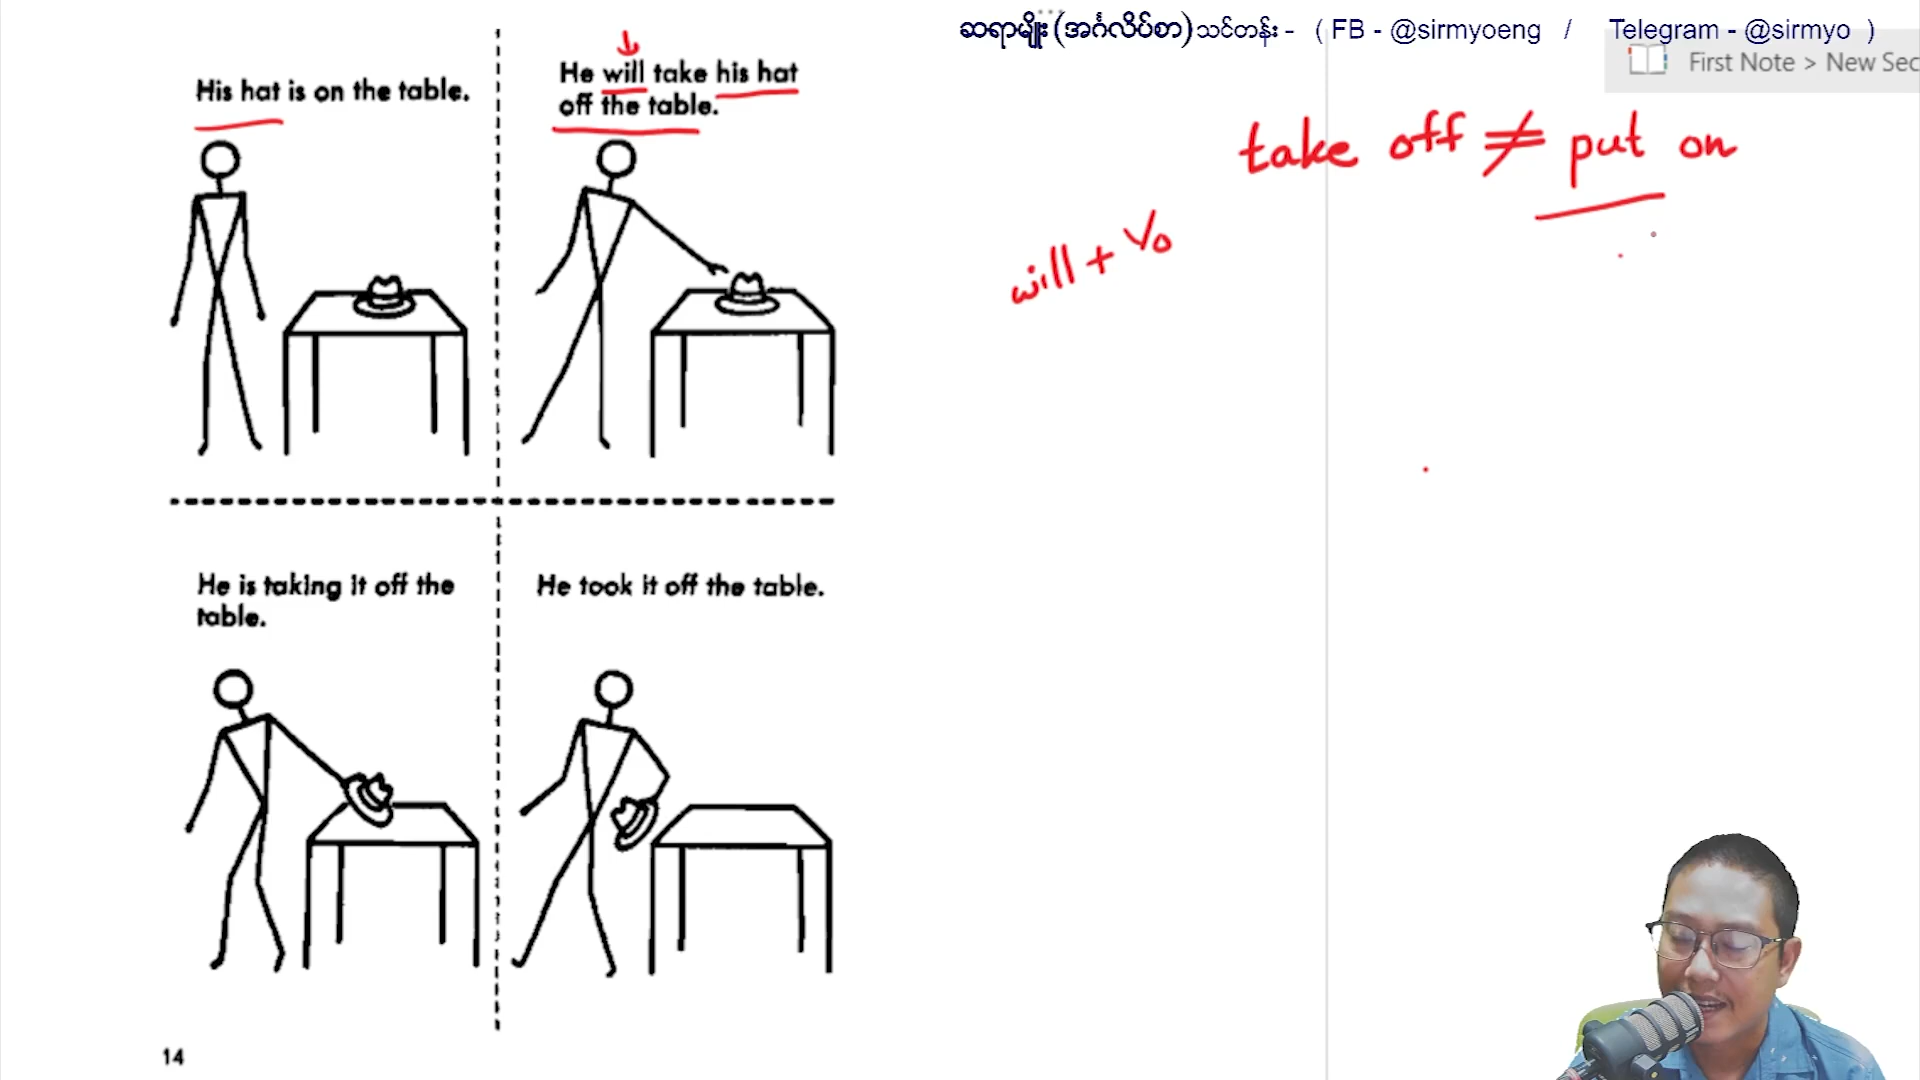 ဆရာမျိုး (အင်္ဂလိပ်စာ) သင်တန်း - ( FB - @sirmyoeng / Telegram - @sirmyo )
First Note > New Sec
His hat is on the table.
He will take his hat
off the table.
take off ≠ put on
will + V₀
He is taking it off the
table.
He took it off the table.
14